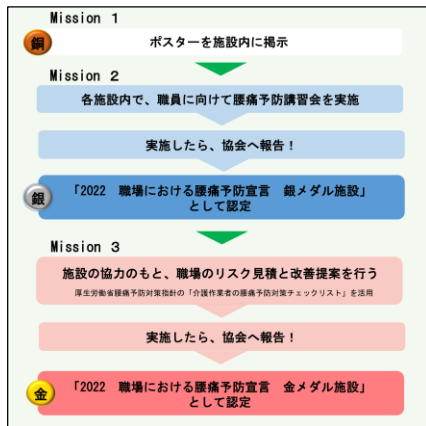 Mission 1
銅
ポスターを施設内に掲示
Mission 2
各施設内で、職員に向けて腰痛予防講習会を実施
実施したら、協会へ報告！
銀
「2022　職場における腰痛予防宣言　銀メダル施設」
として認定
Mission 3
施設の協力のもと、職場のリスク見積と改善提案を行う
厚生労働省腰痛予防対策指針の「介護作業者の腰痛予防対策チェックリスト」を活用
実施したら、協会へ報告！
金
「2022　職場における腰痛予防宣言　金メダル施設」
として認定